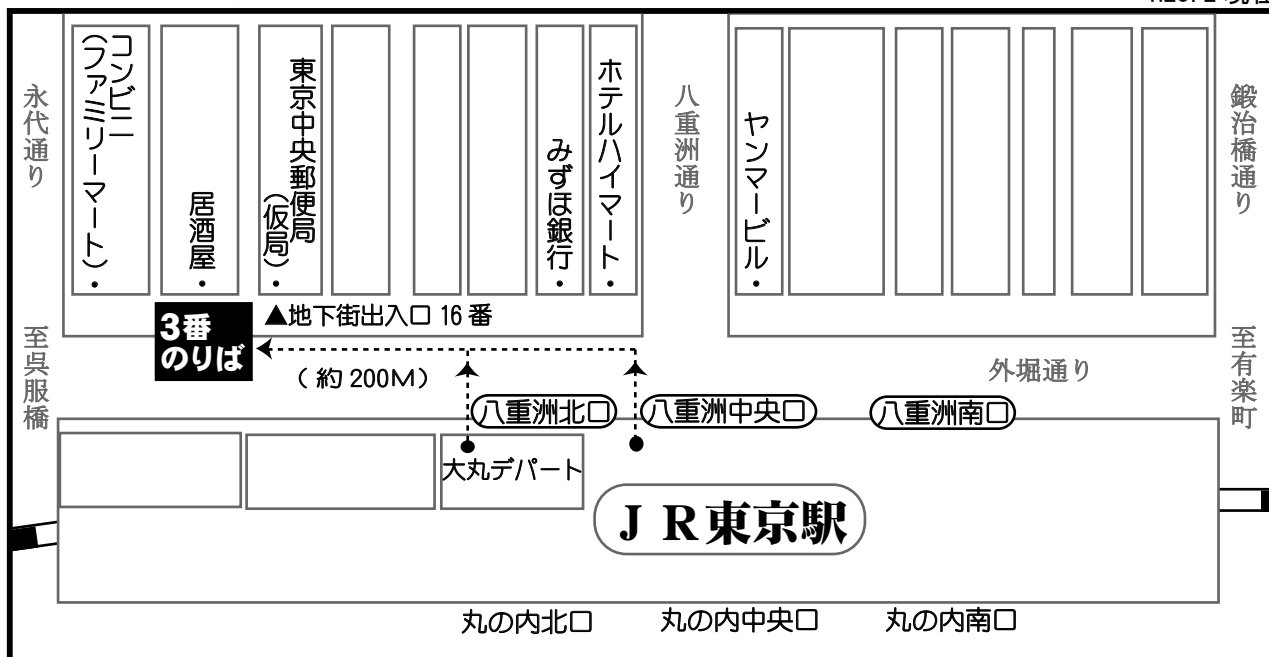 永代通り
コンビニ
（ファミリーマート）・
居酒屋・
東京中央郵便局
（仮局）・
みずほ銀行・
ホテルハイマート・
八重洲通り
ヤンマービル・
鍛治橋通り
▲地下街出入口 16 番
3番
のりば
（ 約 200M ）
至呉服橋
外堀通り
至有楽町
八重洲北口
八重洲中央口
八重洲南口
大丸デパート
ＪＲ東京駅
丸の内北口
丸の内中央口
丸の内南口